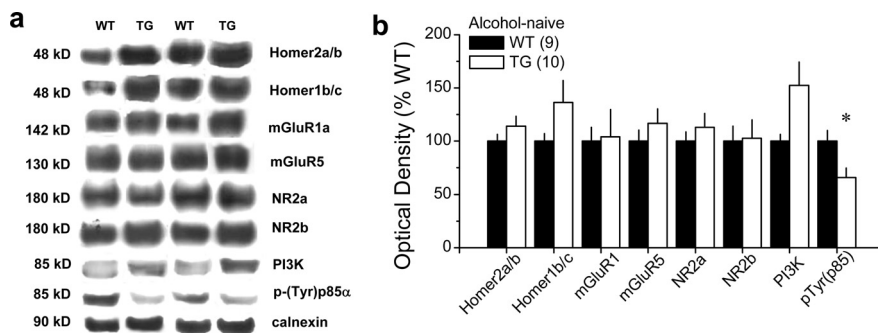 a
WT TG WT TG
48 kD Homer2a/b
48 kD Homer1b/c
142 kD mGluR1a
130 kD mGluR5
180 kD NR2a
180 kD NR2b
85 kD PI3K
85 kD p-(Tyr)p85α
90 kD calnexin
b
Alcohol-naive
WT (9)
TG (10)
Optical Density (% WT)
200
150
100
50
0
*
Homer2a/b
Homer1b/c
mGluR1
mGluR5
NR2a
NR2b
PI3K
pTyr(p85)